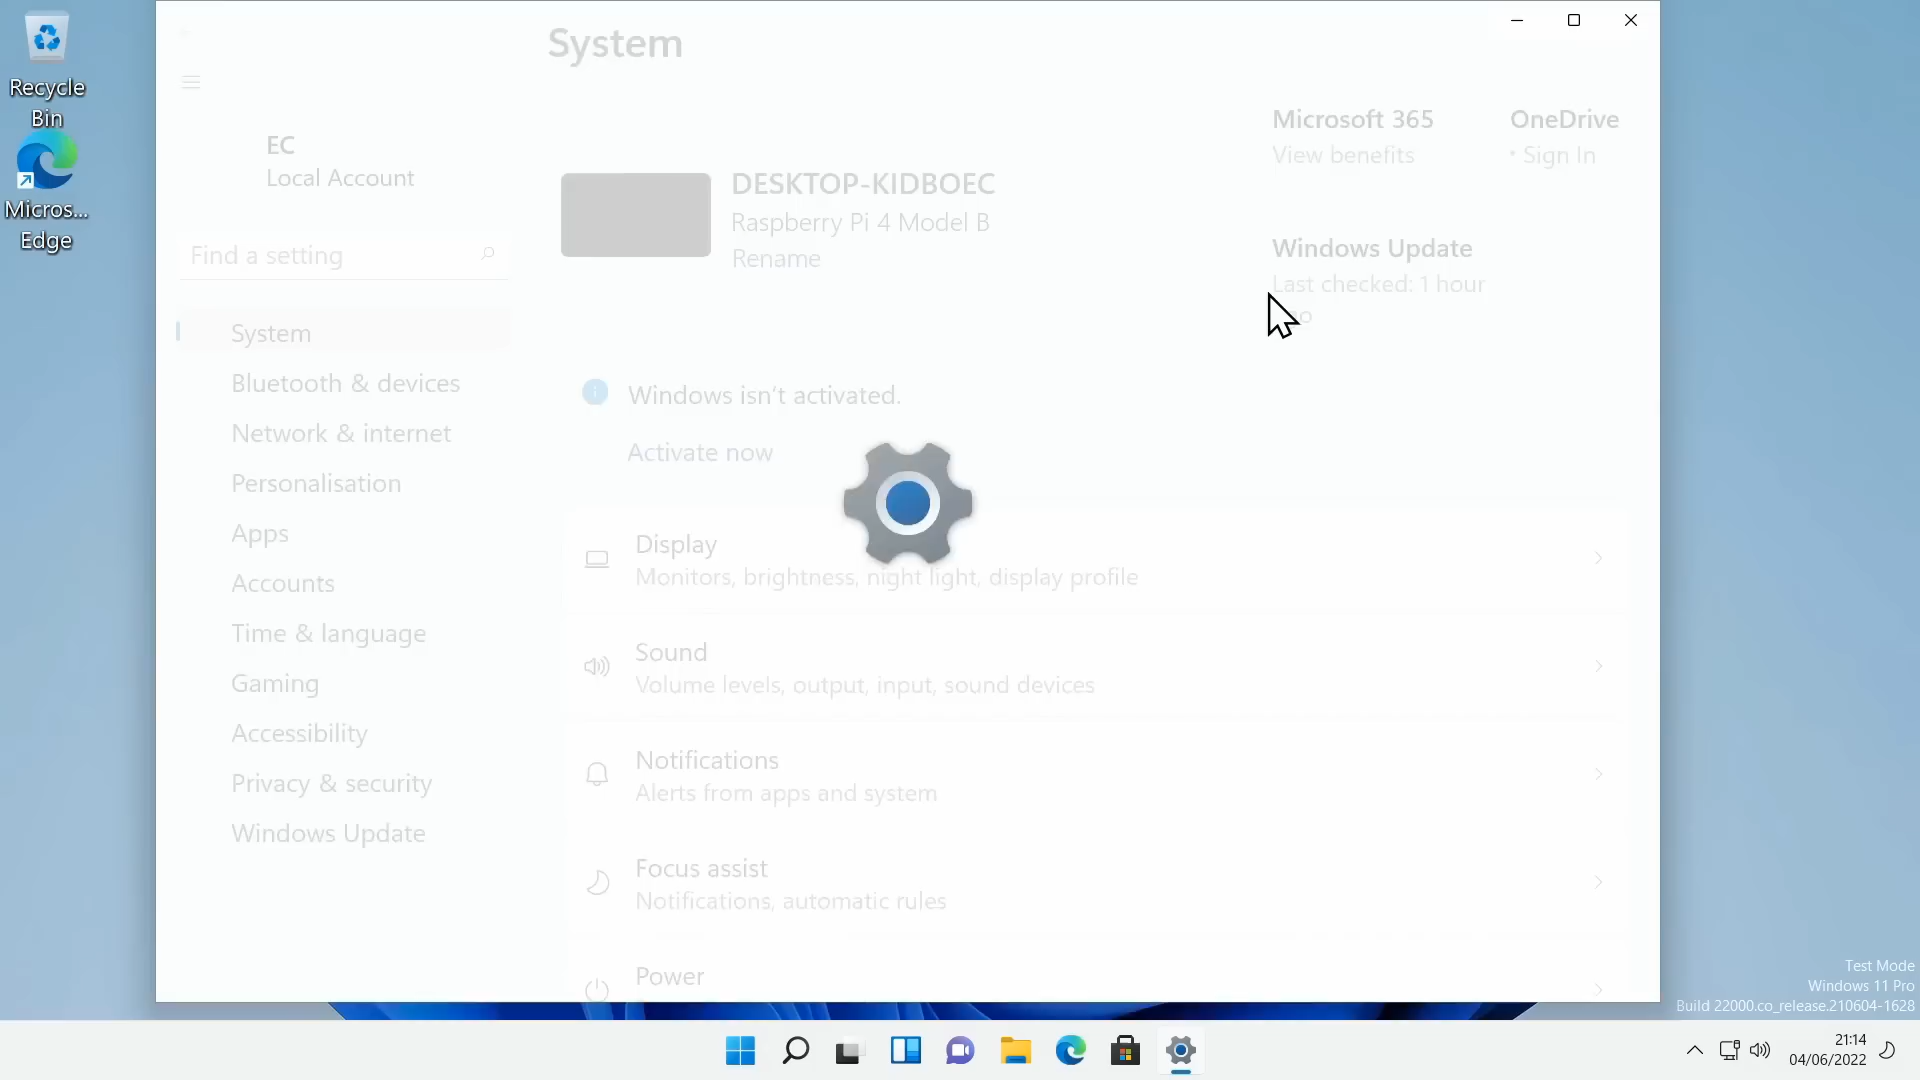 Recycle
Bin
Micros...
Edge
System
EC
Local Account
Find a setting
System
Bluetooth & devices
Network & internet
Personalisation
Apps
Accounts
Time & language
Gaming
Accessibility
Privacy & security
Windows Update
DESKTOP-KIDBOEC
Raspberry Pi 4 Model B
Rename
Microsoft 365
View benefits
OneDrive
• Sign In
Windows Update
Last checked: 1 hour
Windows isn't activated.
Activate now
Display
Monitors, brightness, night light, display profile
Sound
Volume levels, output, input, sound devices
Notifications
Alerts from apps and system
Focus assist
Notifications, automatic rules
Power
Test Mode
Windows 11 Pro
Build 22000.co_release.210604-1628
21:14
04/06/2022